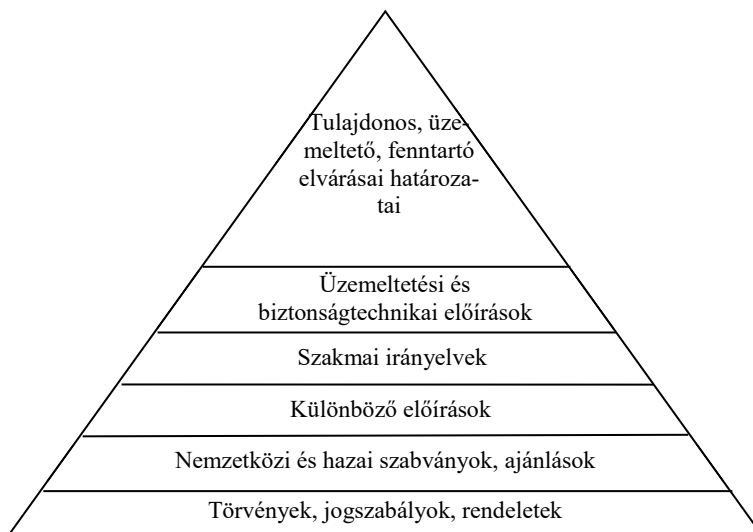 Tulajdonos, üze-
meltető, fenntartó
elvárásai határoza-
tai
Üzemeltetési és
biztonságtechnikai előírások
Szakmai irányelvek
Különböző előírások
Nemzetközi és hazai szabványok, ajánlások
Törvények, jogszabályok, rendeletek